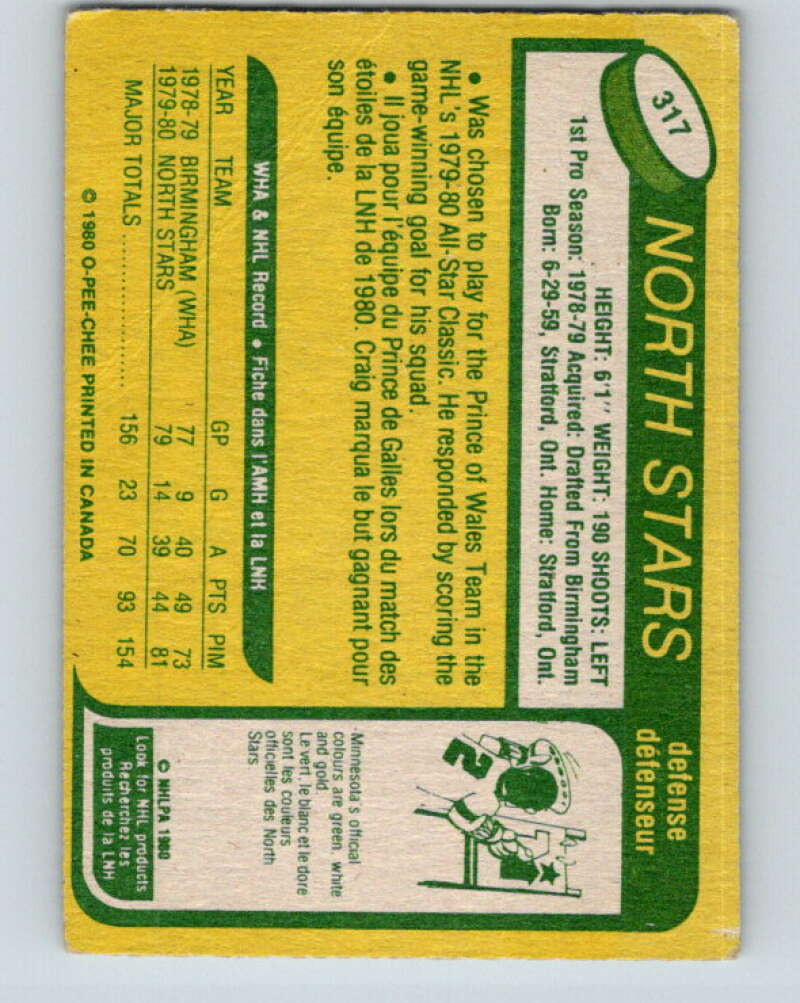 317
NORTH STARS
defense
défenseur
HEIGHT: 6'1" WEIGHT: 190 SHOOTS: LEFT
1st Pro Season: 1978-79 Acquired: Drafted From Birmingham
Born: 6-29-59, Stratford, Ont. Home: Stratford, Ont.
• Was chosen to play for the Prince of Wales Team in the
NHL's 1979-80 All-Star Classic. He responded by scoring the
game-winning goal for his squad.
• Il joua pour l'équipe du Prince de Galles lors du match des
étoiles de la LNH de 1980. Craig marqua le but gagnant pour
son équipe.
WHA & NHL Record • Fiche dans l'AMH et la LNH
YEAR TEAM GP G A PTS PIM
1978-79 BIRMINGHAM (WHA) 77 9 40 49 73
1979-80 NORTH STARS 79 14 39 44 81
MAJOR TOTALS .................... 156 23 70 93 154
© 1980 O-PEE-CHEE PRINTED IN CANADA
2
Minnesota's official
colours are green, white
and gold.
Le vert, le blanc et le dore
sont les couleurs
officielles des North
Stars.
© NHLPA 1980
Look for NHL products
Recherchez les
produits de la LNH